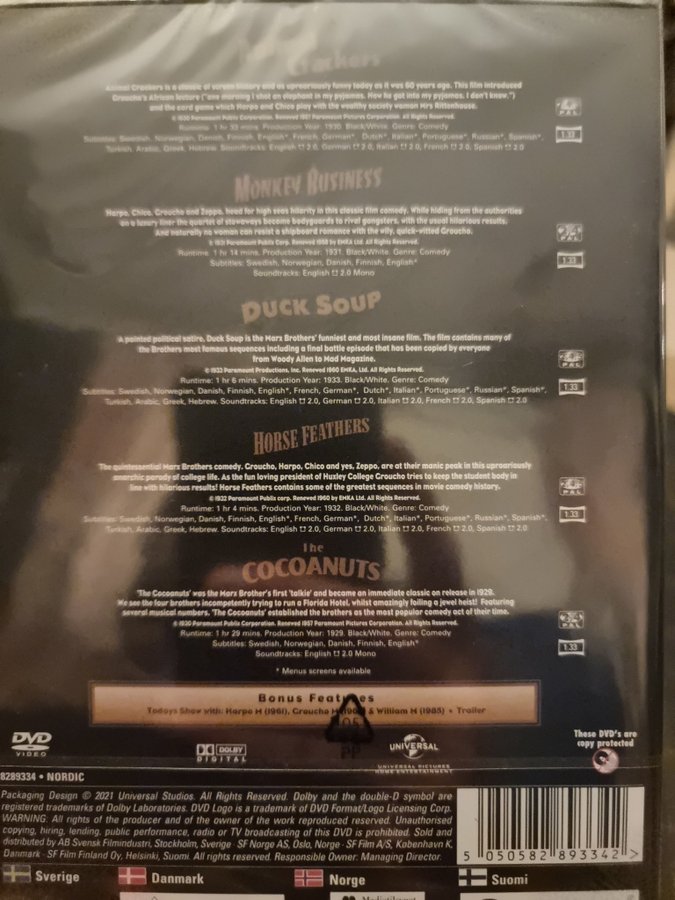 Crackers
Animal Crackers is a classic of screen history and as uproariously funny today as it was 60 years ago. This film introduced
Groucho's African lecture ("one morning I shot an elephant in my pyjamas. How he got into my pyjamas, I don't know.")
and the card game which Harpo and Chico play with the wealthy society woman Mrs Rittenhouse.
© 1930 Paramount Publix Corporation. Renewed 1957 Paramount Pictures Corporation. All Rights Reserved.
Runtime: 1 hr 33 mins. Production Year: 1930. Black/White. Genre: Comedy
Subtitles: Swedish, Norwegian, Danish, Finnish, English*, French, German*, Dutch*, Italian*, Portuguese*, Russian*, Spanish*,
Turkish, Arabic, Greek, Hebrew. Soundtracks: English 2.0, German 2.0, Italian 2.0, French 2.0, Spanish 2.0
PAL
1.33
MONKEY BUSINESS
Harpo, Chico, Groucho and Zeppo, head for high seas hilarity in this classic film comedy. While hiding from the authorities
on a luxury liner the quartet of stowaways become bodyguards to rival gangsters, with the usual hilarious results.
And naturally no woman can resist a shipboard romance with the wily, quick-witted Groucho.
© 1931 Paramount Publix Corp. Renewed 1958 by EMKA Ltd. All Rights Reserved.
Runtime: 1 hr 14 mins. Production Year: 1931. Black/White. Genre: Comedy
Subtitles: Swedish, Norwegian, Danish, Finnish, English*
Soundtracks: English 2.0 Mono
PAL
1.33
DUCK SOUP
A pointed political satire, Duck Soup is the Marx Brothers' funniest and most insane film. The film contains many of
the Brothers most famous sequences including a final battle episode that has been copied by everyone
from Woody Allen to Mad Magazine.
© 1933 Paramount Productions, Inc. Renewed 1960 EMKA, Ltd. All Rights Reserved.
Runtime: 1 hr 6 mins. Production Year: 1933. Black/White. Genre: Comedy
Subtitles: Swedish, Norwegian, Danish, Finnish, English*, French, German*, Dutch*, Italian*, Portuguese*, Russian*, Spanish*,
Turkish, Arabic, Greek, Hebrew. Soundtracks: English 2.0, German 2.0, Italian 2.0, French 2.0, Spanish 2.0
PAL
1.33
HORSE FEATHERS
The quintessential Marx Brothers comedy. Groucho, Harpo, Chico and yes, Zeppo, are at their manic peak in this uproariously
anarchic parody of college life. As the fun loving president of Huxley College Groucho tries to keep the student body in
line with hilarious results! Horse Feathers contains some of the greatest sequences in movie comedy history.
© 1932 Paramount Publix corp. Renewed 1960 by EMKA Ltd. All Rights Reserved.
Runtime: 1 hr 4 mins. Production Year: 1932. Black/White. Genre: Comedy
Subtitles: Swedish, Norwegian, Danish, Finnish, English*, French, German*, Dutch*, Italian*, Portuguese*, Russian*, Spanish*,
Turkish, Arabic, Greek, Hebrew. Soundtracks: English 2.0, German 2.0, Italian 2.0, French 2.0, Spanish 2.0
PAL
1.33
The
COCOANUTS
'The Cocoanuts' was the Marx Brother's first 'talkie' and became an immediate classic on release in 1929.
We see the four brothers incompetently trying to run a Florida Hotel, whilst amazingly foiling a jewel heist! Featuring
several musical numbers, 'The Cocoanuts' established the brothers as the most popular comedy act of their time.
© 1930 Paramount Publix Corporation. Renewed 1957 Paramount Pictures Corporation. All Rights Reserved.
Runtime: 1 hr 29 mins. Production Year: 1929. Black/White. Genre: Comedy
Subtitles: Swedish, Norwegian, Danish, Finnish, English*
Soundtracks: English 2.0 Mono
PAL
1.33
* Menus screens available
Bonus Features
Todays Show with: Harpo M (1961), Groucho M & William M (1985) • Trailer
05
PP
DVD
VIDEO
DOLBY
DIGITAL
UNIVERSAL
UNIVERSAL PICTURES
HOME ENTERTAINMENT
These DVD's are
copy protected
8289334 • NORDIC
Packaging Design © 2021 Universal Studios. All Rights Reserved. Dolby and the double-D symbol are
registered trademarks of Dolby Laboratories. DVD Logo is a trademark of DVD Format/Logo Licensing Corp.
WARNING. All rights of the producer and of the owner of the work reproduced reserved. Unauthorised
copying, hiring, lending, public performance, radio or TV broadcasting of this DVD is prohibited. Sold and
distributed by AB Svensk Filmindustri, Stockholm, Sverige · SF Norge AS, Oslo, Norge · SF Film A/S, København K,
Danmark · SF Film Finland Oy, Helsinki, Suomi. All rights reserved. Responsible Owner: Managing Director.
5 050582 893342 >
Sverige
Danmark
Norge
Suomi